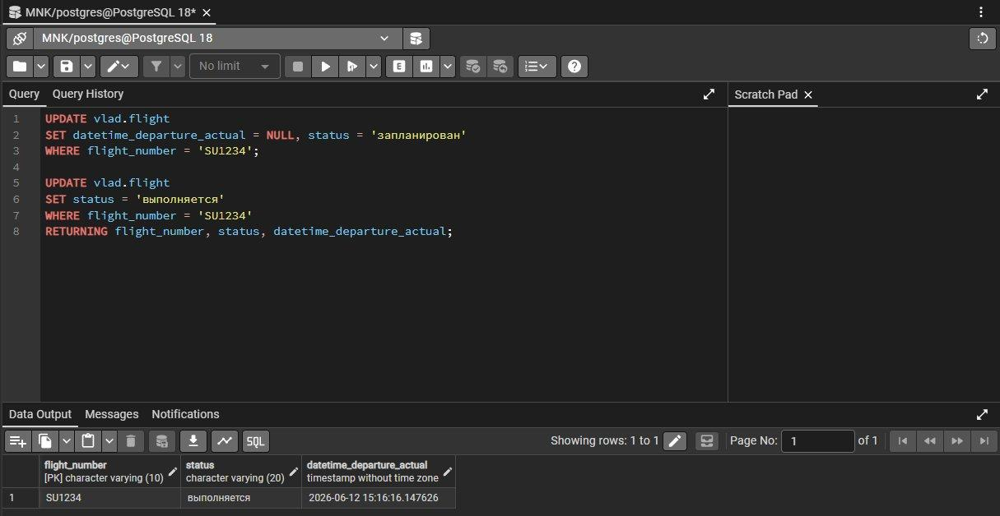 MNK/postgres@PostgreSQL 18*
MNK/postgres@PostgreSQL 18
No limit
E
Query Query History
Scratch Pad
1 UPDATE vlad.flight
2 SET datetime_departure_actual = NULL, status = 'запланирован'
3 WHERE flight_number = 'SU1234';
4
5 UPDATE vlad.flight
6 SET status = 'выполняется'
7 WHERE flight_number = 'SU1234'
8 RETURNING flight_number, status, datetime_departure_actual;
Data Output Messages Notifications
SQL Showing rows: 1 to 1 Page No: 1 of 1
flight_number status datetime_departure_actual
[PK] character varying (10) character varying (20) timestamp without time zone
1 SU1234 выполняется 2026-06-12 15:16:16.147626